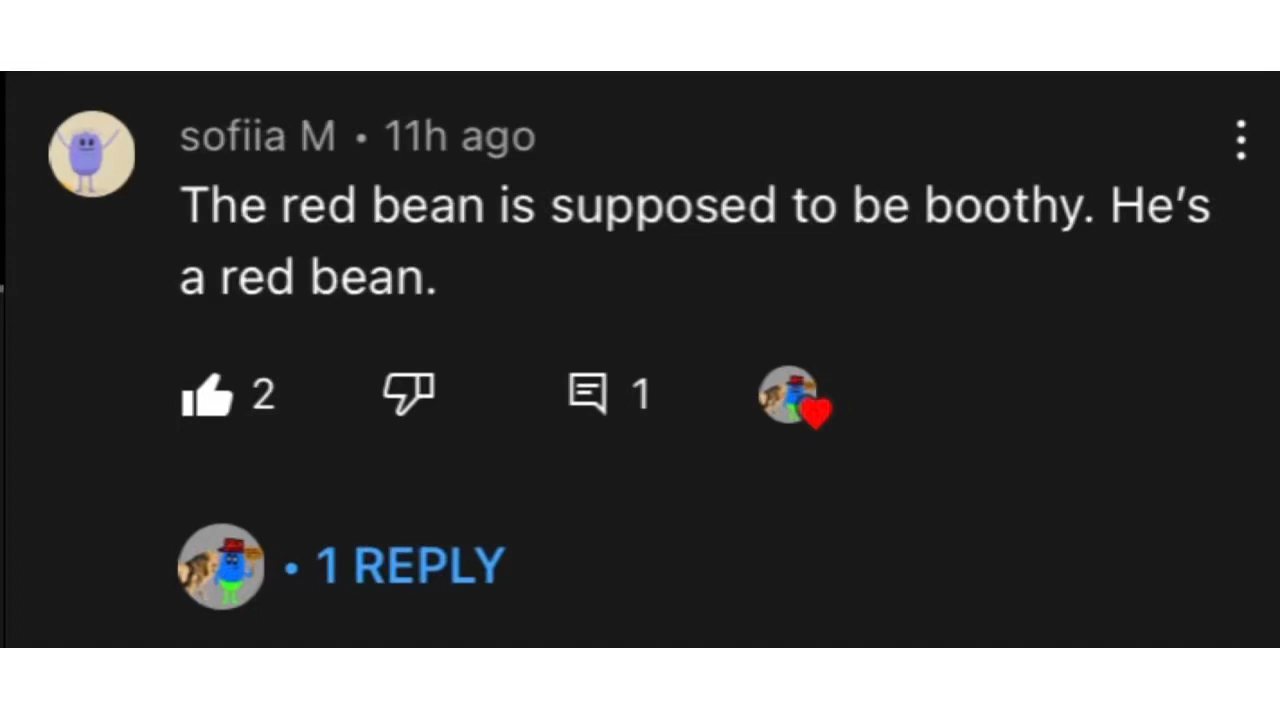 sofiia M • 11h ago
The red bean is supposed to be boothy. He's
a red bean.
2
1
• 1 REPLY